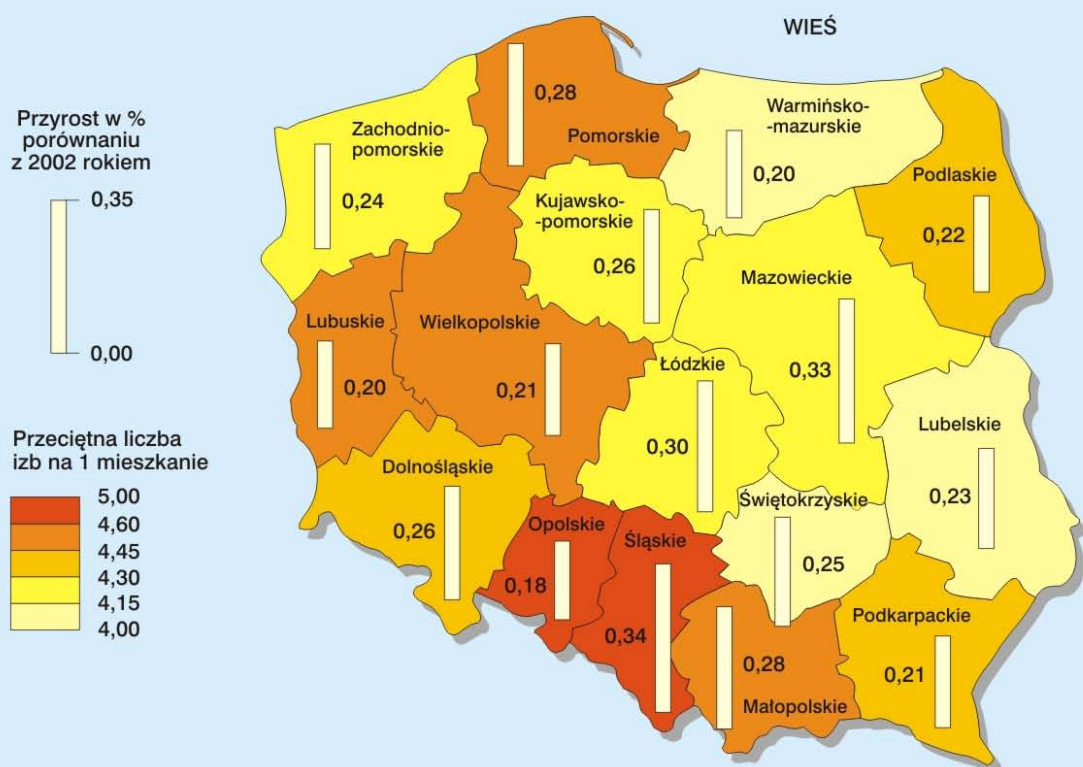 WIEŚ
Przyrost w %
porównaniu
z 2002 rokiem
0,35
0,00
Przeciętna liczba
izb na 1 mieszkanie
5,00
4,60
4,45
4,30
4,15
4,00
Zachodnio-
pomorskie
0,24
0,28
Pomorskie
Warmińsko-
-mazurskie
0,20
Podlaskie
0,22
Kujawsko-
-pomorskie
0,26
Mazowieckie
0,33
Lubuskie
0,20
Wielkopolskie
0,21
Łódzkie
0,30
Lubelskie
0,23
Dolnośląskie
0,26
Opolskie
0,18
Śląskie
0,34
Świętokrzyskie
0,25
0,28
Małopolskie
Podkarpackie
0,21